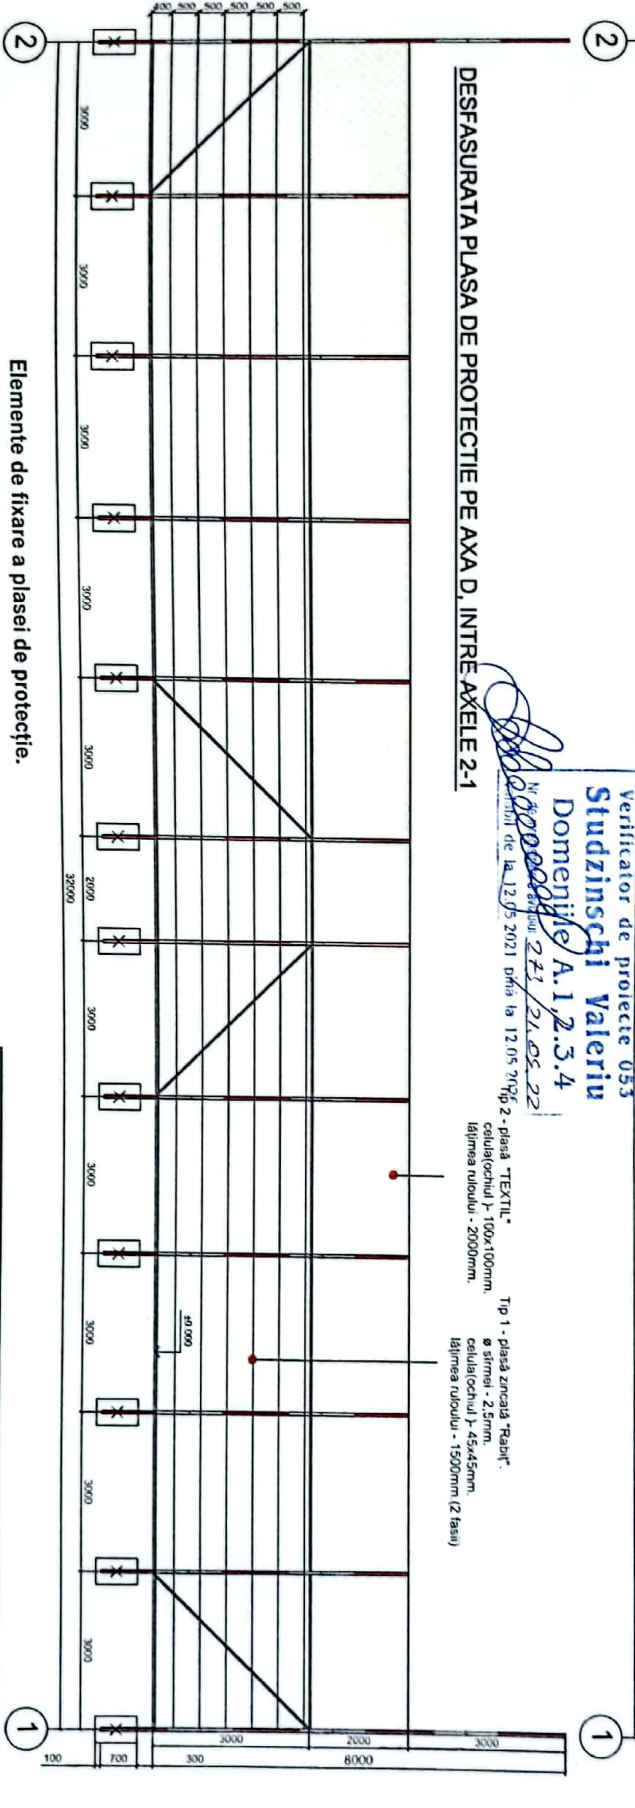 2
2
400 500 500 500 500 500
DESFASURATA PLASA DE PROTECTIE PE AXA D, INTRE AXELE 2-1
Verificator de proiecte 053
Studzinschi Valeriu
Domeniile A.1,2.3.4
273 / 21.05.22
de la 12.05.2021 pînă la 12.05.2026
Tip 2 - plasă "TEXTIL"
celula(ochiul )- 100x100mm.
lățimea ruloului - 2000mm.
Tip 1 - plasă zincată "Rabiț".
ø sîrmei - 2,5mm.
celula(ochiul )- 45x45mm.
lățimea ruloului - 1500mm (2 fasii)
±0.000
3000 3000 3000 3000 3000 2000 3000 3000 3000 3000 3000
32000
3000 2000 3000
100 700 300 8000
1
1
Elemente de fixare a plasei de protecție.